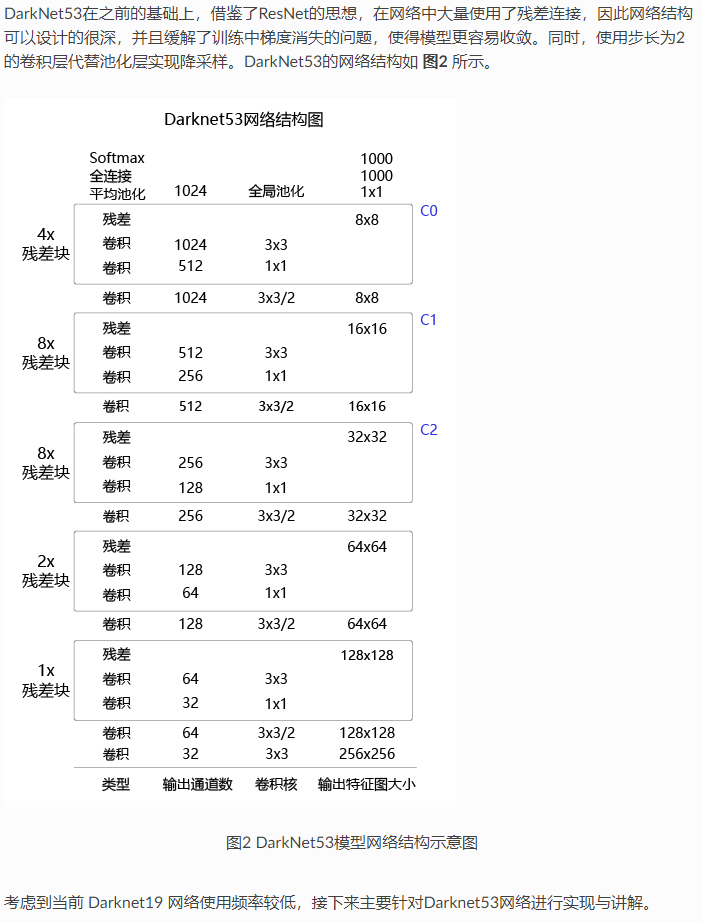 DarkNet53在之前的基础上，借鉴了ResNet的思想，在网络中大量使用了残差连接，因此网络结构
可以设计的很深，并且缓解了训练中梯度消失的问题，使得模型更容易收敛。同时，使用步长为2
的卷积层代替池化层实现降采样。DarkNet53的网络结构如 图2 所示。
Darknet53网络结构图
Softmax 1000
全连接 1000
平均池化 1024 全局池化 1x1
4x
残差块
残差 8x8 C0
卷积 1024 3x3
卷积 512 1x1
卷积 1024 3x3/2 8x8
8x
残差块
残差 16x16 C1
卷积 512 3x3
卷积 256 1x1
卷积 512 3x3/2 16x16
8x
残差块
残差 32x32 C2
卷积 256 3x3
卷积 128 1x1
卷积 256 3x3/2 32x32
2x
残差块
残差 64x64
卷积 128 3x3
卷积 64 1x1
卷积 128 3x3/2 64x64
1x
残差块
残差 128x128
卷积 64 3x3
卷积 32 1x1
卷积 64 3x3/2 128x128
卷积 32 3x3 256x256
类型 输出通道数 卷积核 输出特征图大小
图2 DarkNet53模型网络结构示意图
考虑到当前 Darknet19 网络使用频率较低，接下来主要针对Darknet53网络进行实现与讲解。